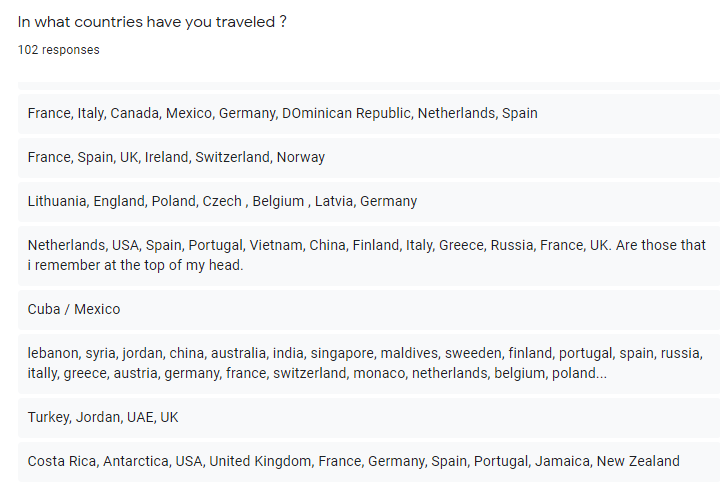 In what countries have you traveled ?
102 responses
France, Italy, Canada, Mexico, Germany, DOminican Republic, Netherlands, Spain
France, Spain, UK, Ireland, Switzerland, Norway
Lithuania, England, Poland, Czech , Belgium , Latvia, Germany
Netherlands, USA, Spain, Portugal, Vietnam, China, Finland, Italy, Greece, Russia, France, UK. Are those that
i remember at the top of my head.
Cuba / Mexico
lebanon, syria, jordan, china, australia, india, singapore, maldives, sweeden, finland, portugal, spain, russia,
itally, greece, austria, germany, france, switzerland, monaco, netherlands, belgium, poland...
Turkey, Jordan, UAE, UK
Costa Rica, Antarctica, USA, United Kingdom, France, Germany, Spain, Portugal, Jamaica, New Zealand